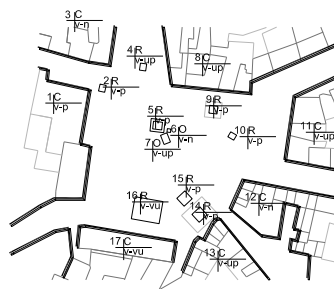 3 C
v-n
4 R
v-up
8 C
v-up
2 R
v-p
1 C
v-p
9 R
v-p
5 R
v-p
6 O
v-n
7 O
v-up
10 R
v-p
11 C
v-up
15 R
v-p
16 R
v-vu
14 R
v-p
12 C
v-n
17 C
v-vu
13 C
v-up